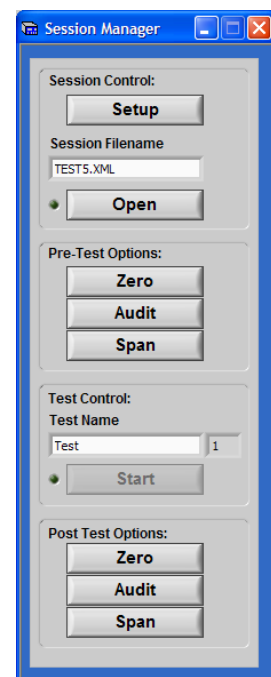 Session Manager
Session Control:
Setup
Session Filename
TEST5.XML
Open
Pre-Test Options:
Zero
Audit
Span
Test Control:
Test Name
Test 1
Start
Post Test Options:
Zero
Audit
Span